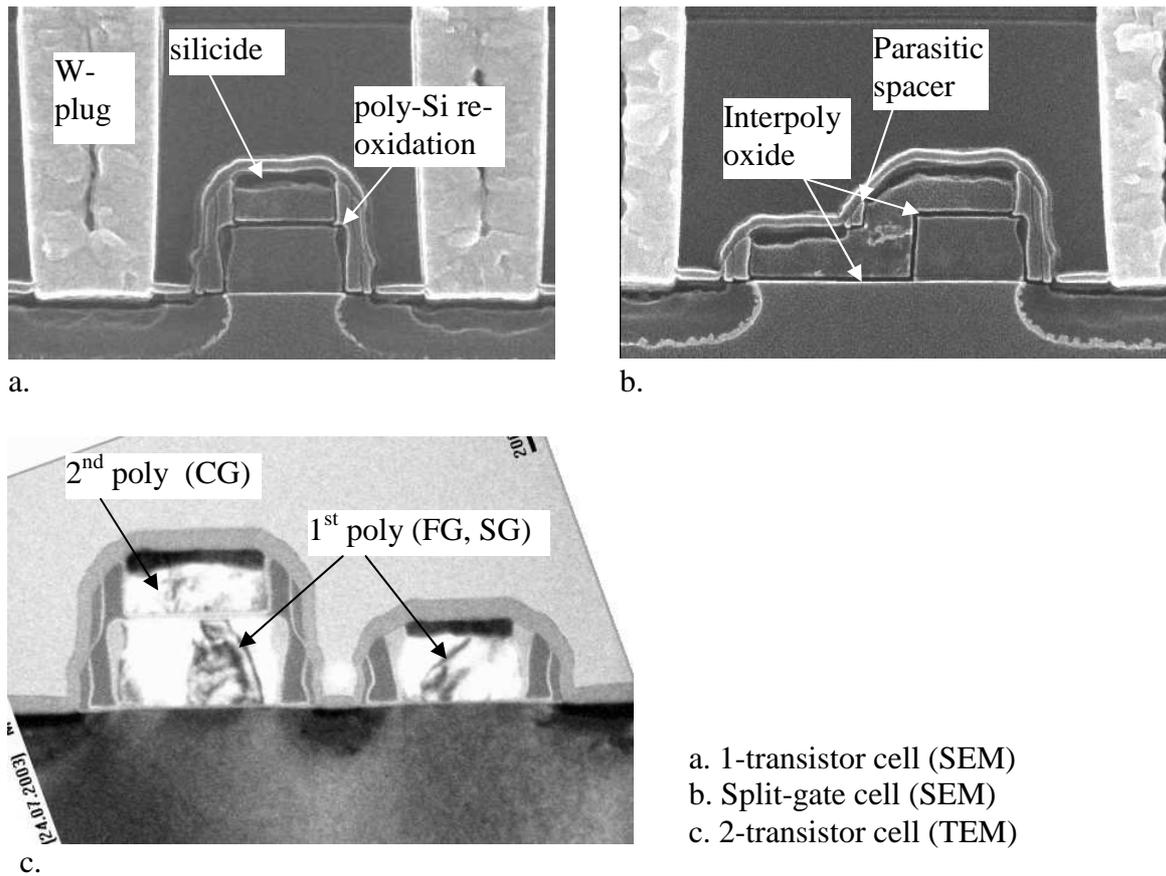 W-
plug
silicide
poly-Si re-
oxidation
a.
Parasitic
spacer
Interpoly
oxide
b.
2nd poly (CG)
1st poly (FG, SG)
[24.07.2003]
c.
a. 1-transistor cell (SEM)
b. Split-gate cell (SEM)
c. 2-transistor cell (TEM)